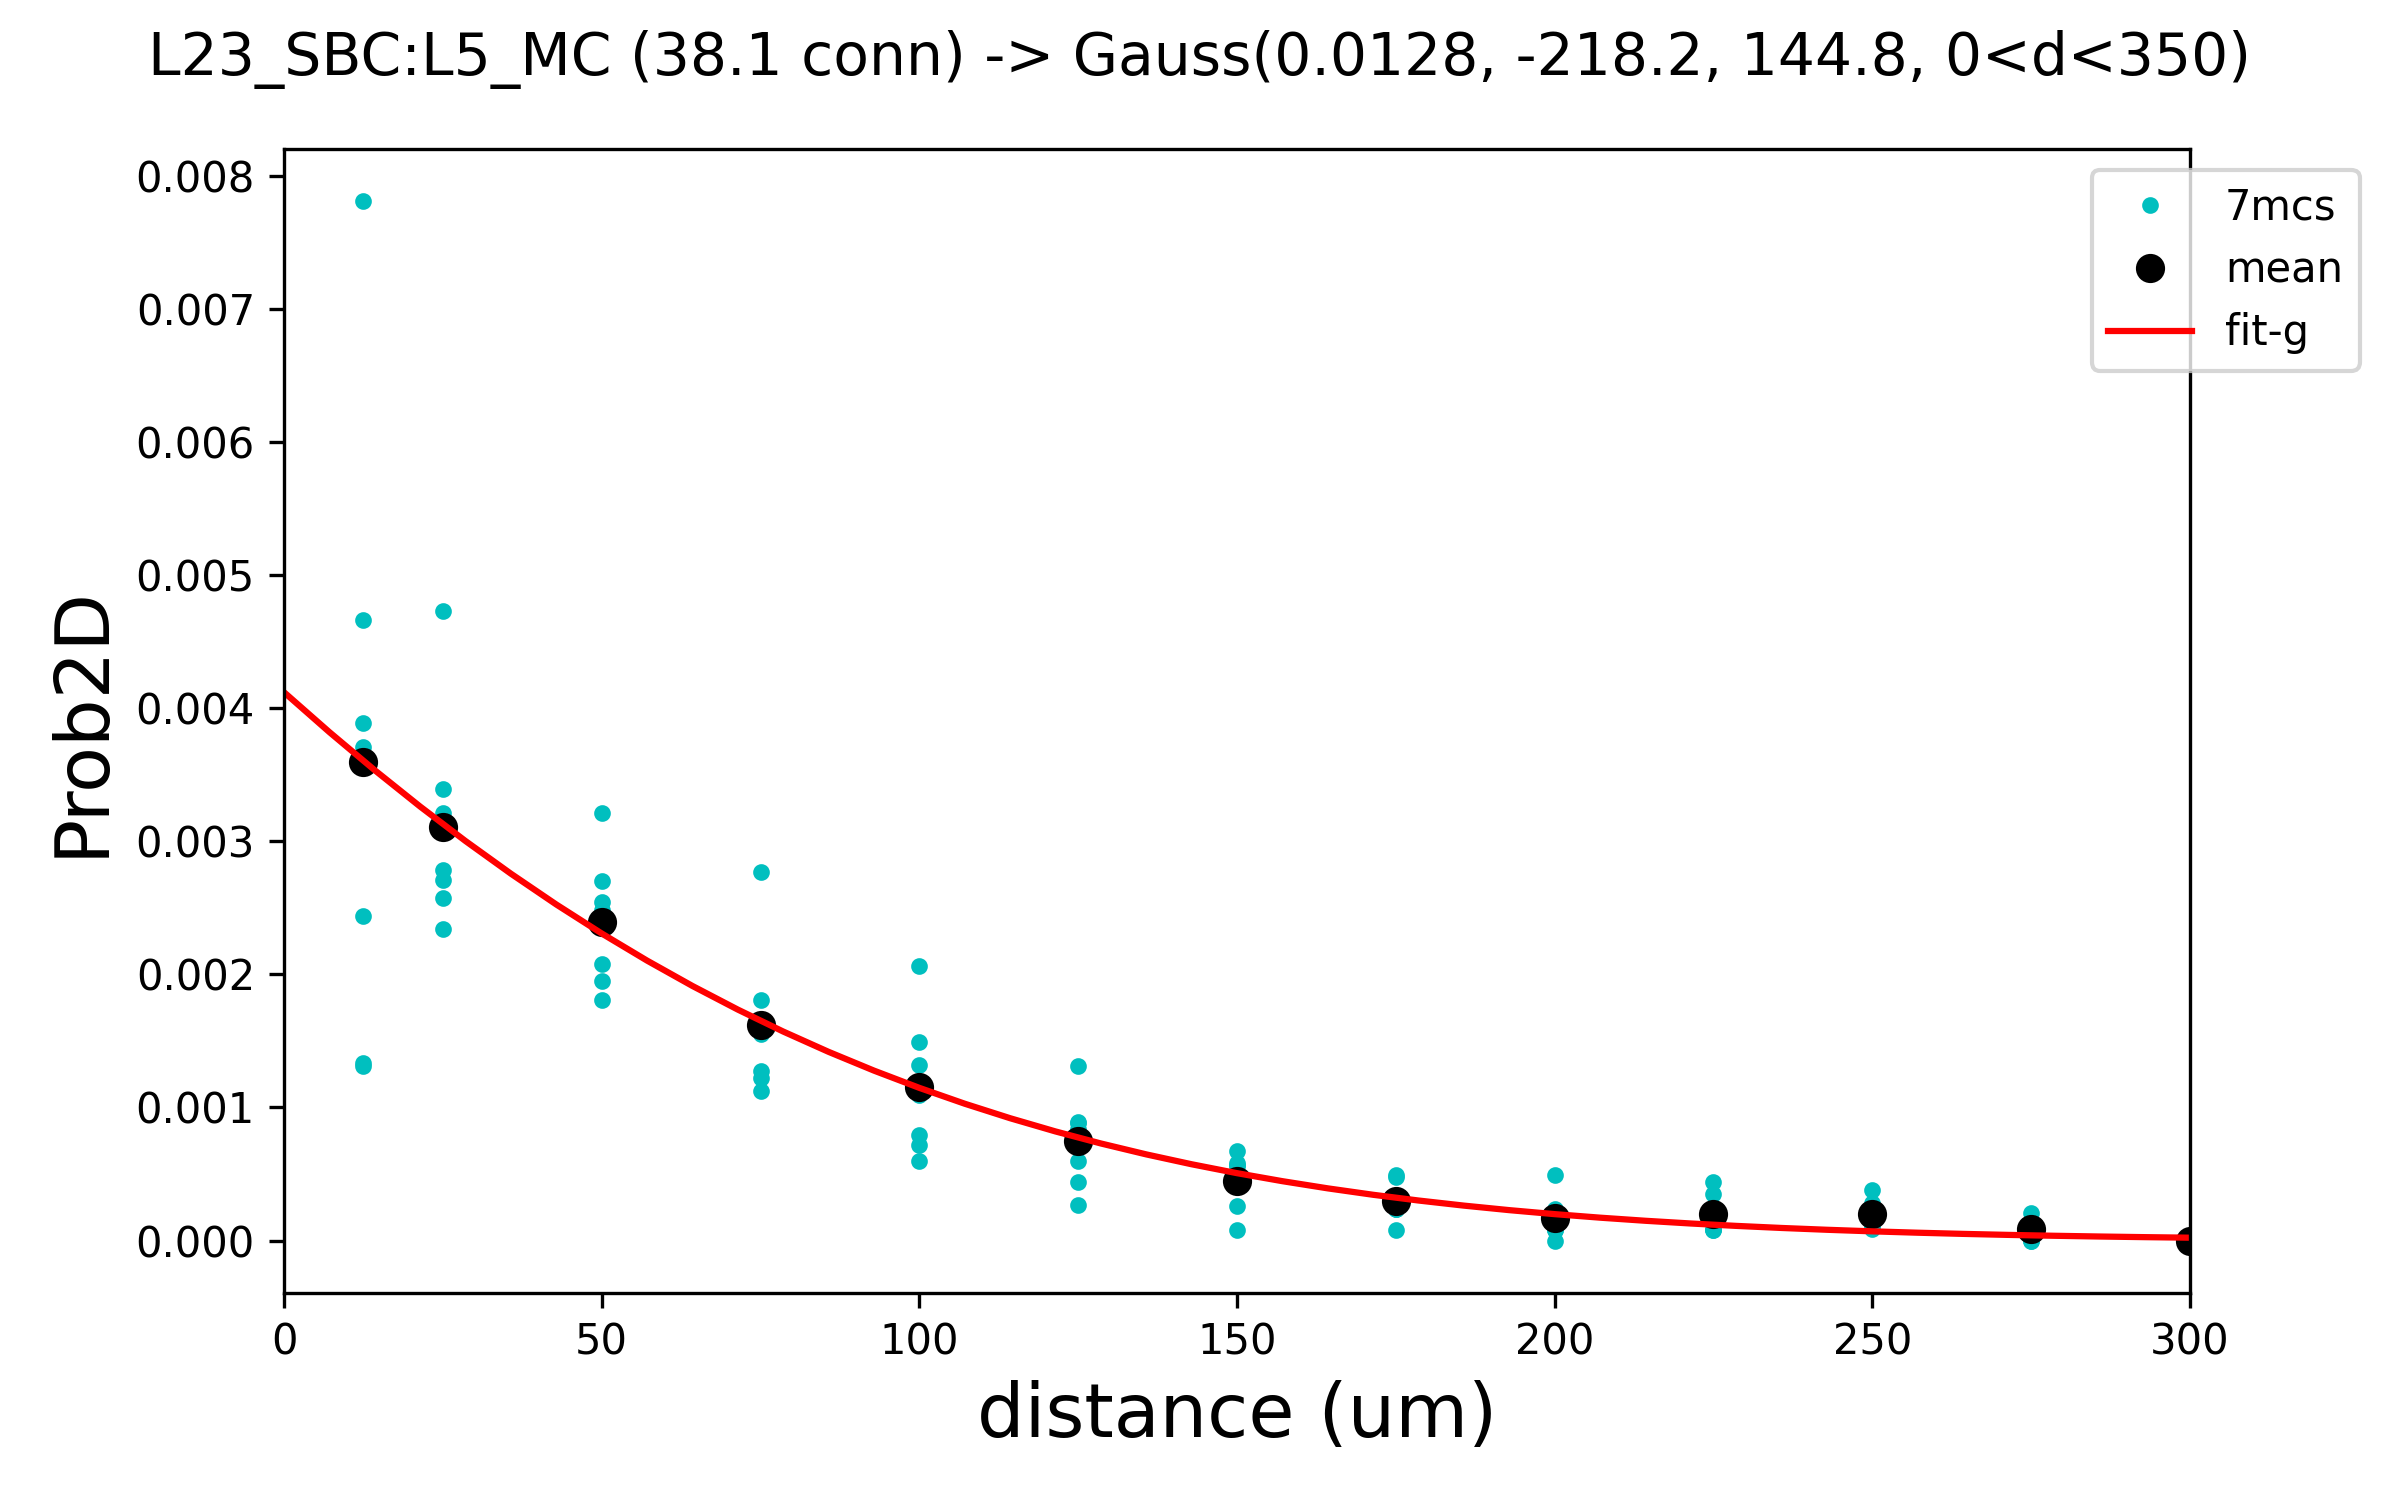 L23_SBC:L5_MC (38.1 conn) -> Gauss(0.0128, -218.2, 144.8, 0<d<350)
0.008
0.007
0.006
0.005
0.004
0.003
0.002
0.001
0.000
Prob2D
7mcs
mean
fit-g
0 50 100 150 200 250 300
distance (um)